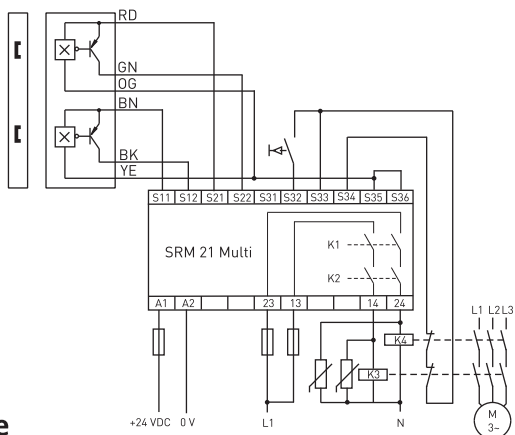 RD
GN
OG
BN
BK
YE
S11 S12 S21 S22 S31 S32 S33 S34 S35 S36
SRM 21 Multi
K1
K2
A1 A2 23 13 14 24
L1 L2 L3
K4
K3
M
3~
+24 VDC 0 V L1 N
e